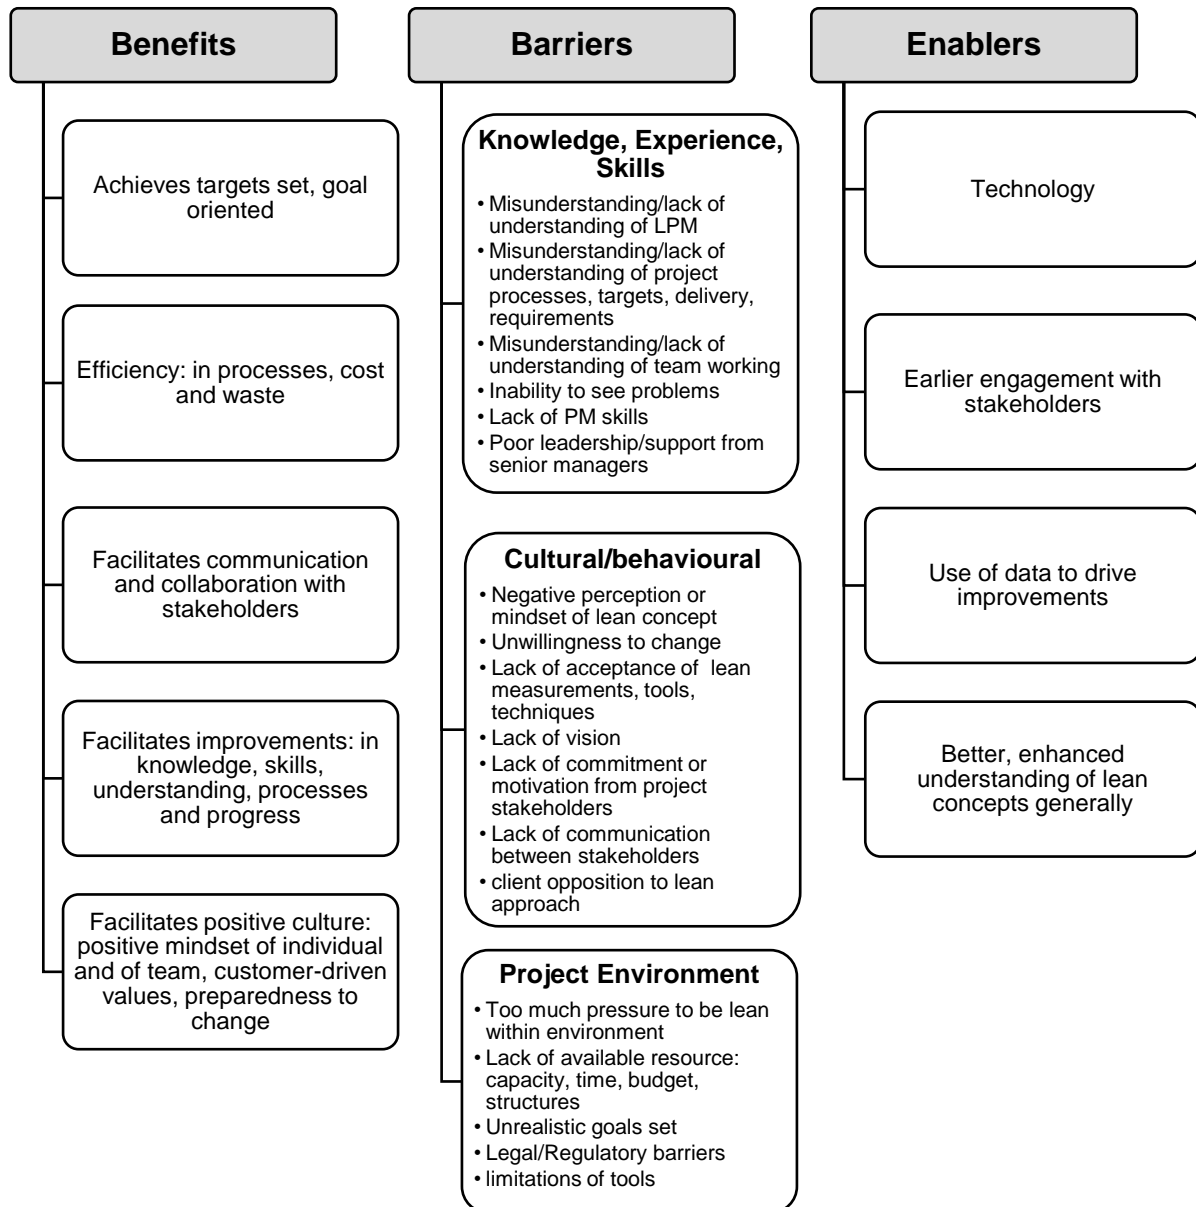 Benefits
Achieves targets set, goal
oriented
Efficiency: in processes, cost
and waste
Facilitates communication
and collaboration with
stakeholders
Facilitates improvements: in
knowledge, skills,
understanding, processes
and progress
Facilitates positive culture:
positive mindset of individual
and of team, customer-driven
values, preparedness to
change
Barriers
Knowledge, Experience,
Skills
• Misunderstanding/lack of
understanding of LPM
• Misunderstanding/lack of
understanding of project
processes, targets, delivery,
requirements
• Misunderstanding/lack of
understanding of team working
• Inability to see problems
• Lack of PM skills
• Poor leadership/support from
senior managers
Cultural/behavioural
• Negative perception or
mindset of lean concept
• Unwillingness to change
• Lack of acceptance of lean
measurements, tools,
techniques
• Lack of vision
• Lack of commitment or
motivation from project
stakeholders
• Lack of communication
between stakeholders
• client opposition to lean
approach
Project Environment
• Too much pressure to be lean
within environment
• Lack of available resource:
capacity, time, budget,
structures
• Unrealistic goals set
• Legal/Regulatory barriers
• limitations of tools
Enablers
Technology
Earlier engagement with
stakeholders
Use of data to drive
improvements
Better, enhanced
understanding of lean
concepts generally